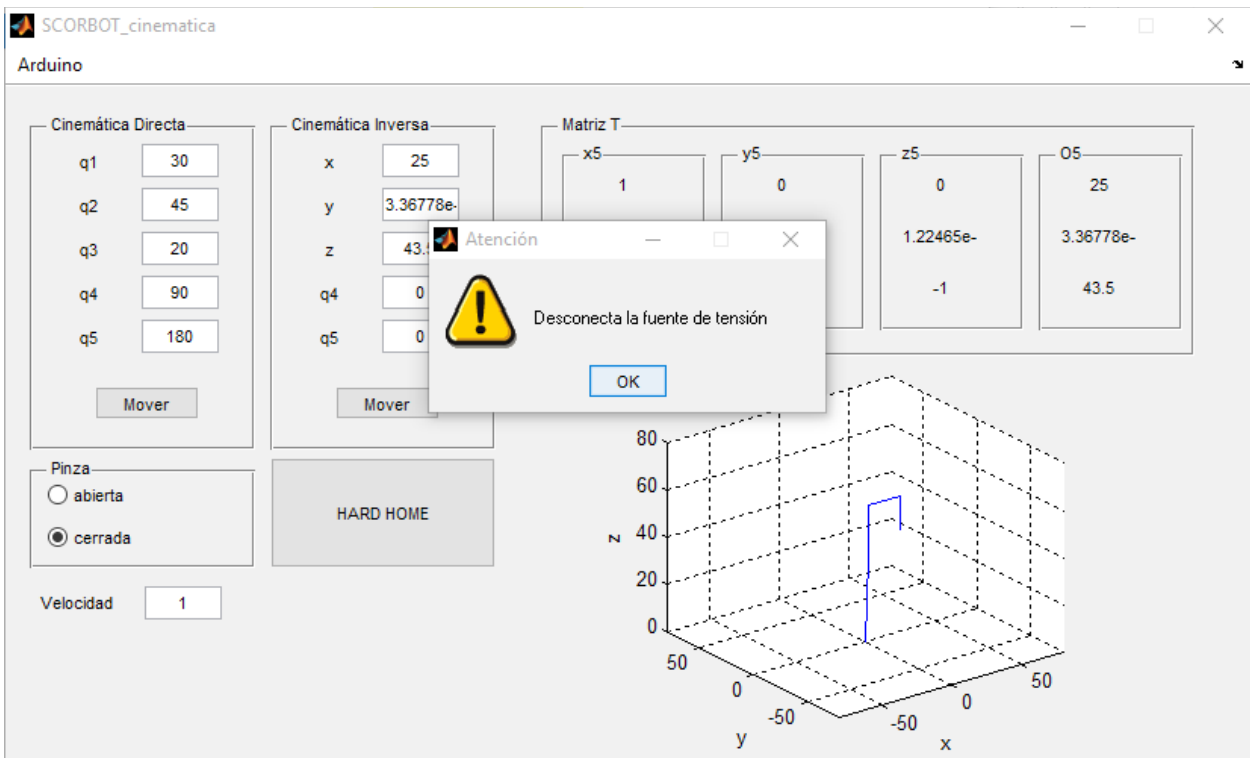 SCORBOT_cinematica
Arduino
Cinemática Directa
q1 30
q2 45
q3 20
q4 90
q5 180
Mover
Cinemática Inversa
x 25
y 3.36778e-
z 43.5
q4 0
q5 0
Mover
Matriz T
x5
1
y5
0
z5
0
1.22465e-
-1
O5
25
3.36778e-
43.5
Atención
Desconecta la fuente de tensión
OK
Pinza
abierta
cerrada
HARD HOME
Velocidad 1
80
60
40
20
0
z
50
0
-50
y
-50
0
50
x